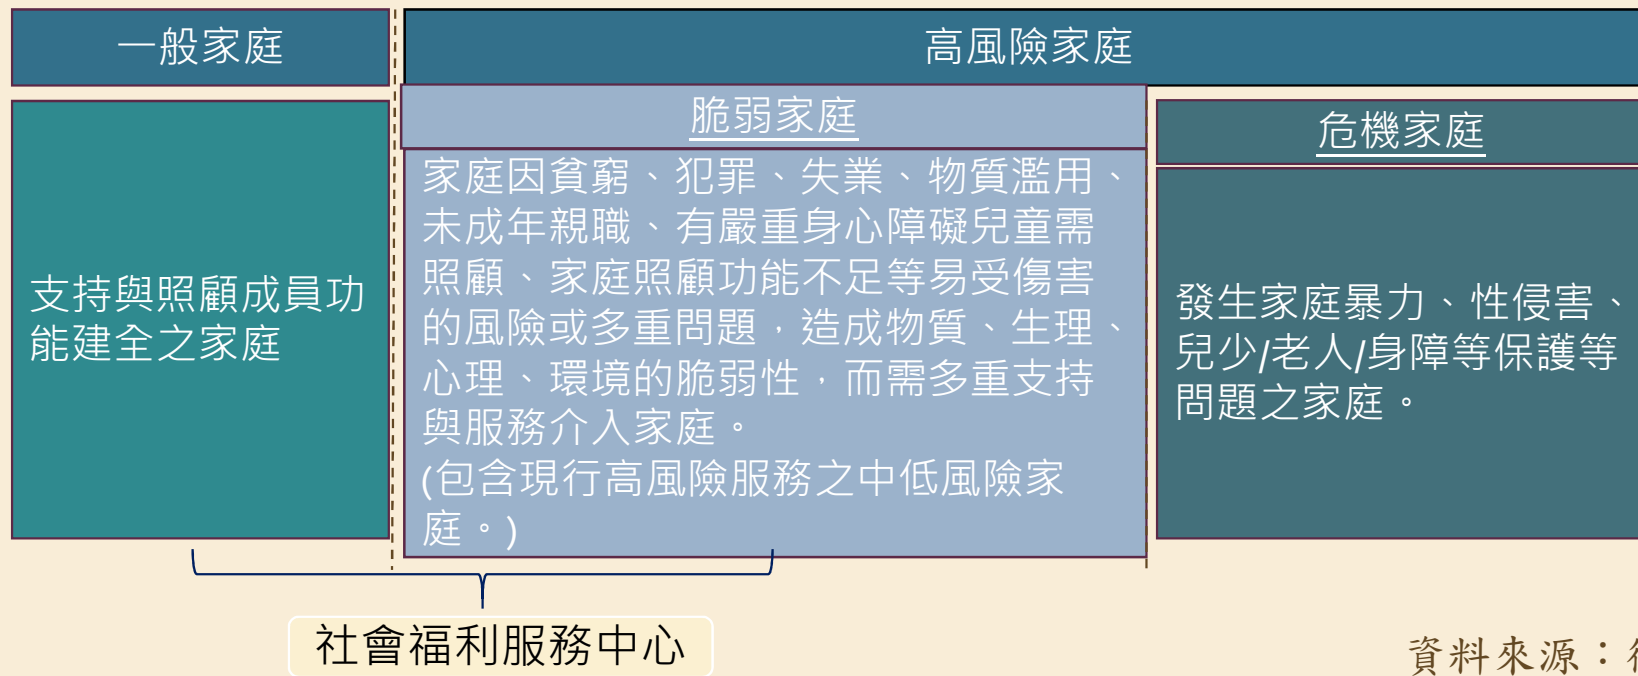 一般家庭
高風險家庭
脆弱家庭
危機家庭
支持與照顧成員功
能建全之家庭
家庭因貧窮、犯罪、失業、物質濫用、
未成年親職、有嚴重身心障礙兒童需
照顧、家庭照顧功能不足等易受傷害
的風險或多重問題，造成物質、生理、
心理、環境的脆弱性，而需多重支持
與服務介入家庭。
(包含現行高風險服務之中低風險家
庭。)
發生家庭暴力、性侵害、
兒少/老人/身障等保護等
問題之家庭。
社會福利服務中心
資料來源：